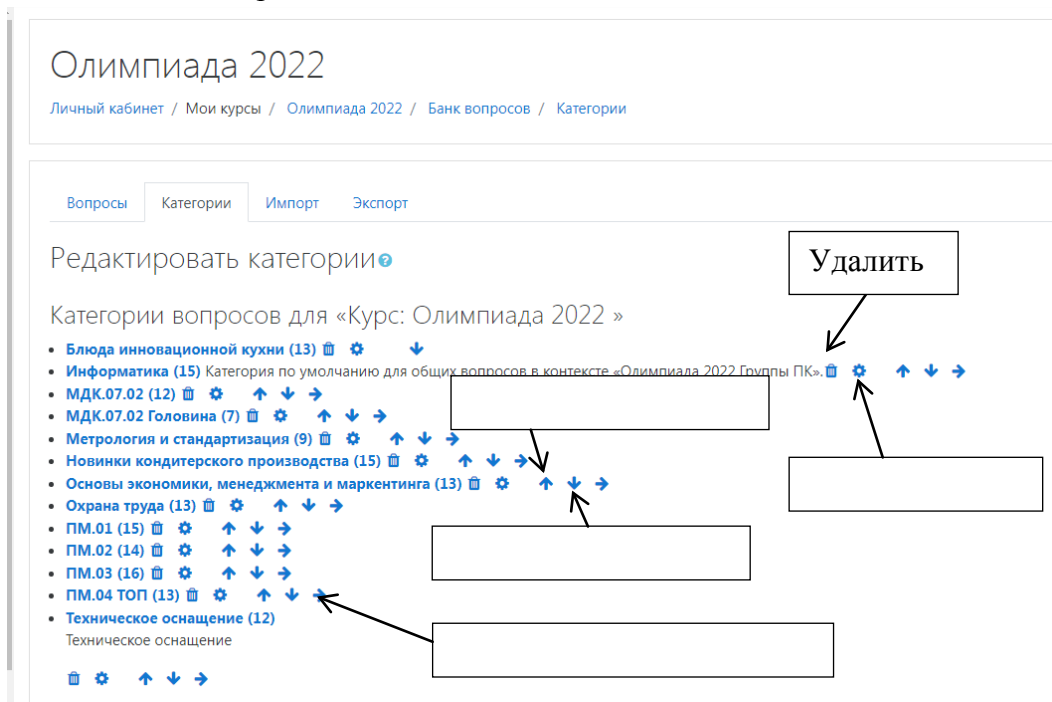 Олимпиада 2022
Личный кабинет / Мои курсы / Олимпиада 2022 / Банк вопросов / Категории
Вопросы Категории Импорт Экспорт
Редактировать категории
Удалить
Категории вопросов для «Курс: Олимпиада 2022 »
Блюда инновационной кухни (13)
Информатика (15) Категория по умолчанию для общих вопросов в контексте «Олимпиада 2022 Группы ПК».
МДК.07.02 (12)
МДК.07.02 Головина (7)
Метрология и стандартизация (9)
Новинки кондитерского производства (15)
Основы экономики, менеджмента и маркентинга (13)
Охрана труда (13)
ПМ.01 (15)
ПМ.02 (14)
ПМ.03 (16)
ПМ.04 ТОП (13)
Техническое оснащение (12)
Техническое оснащение